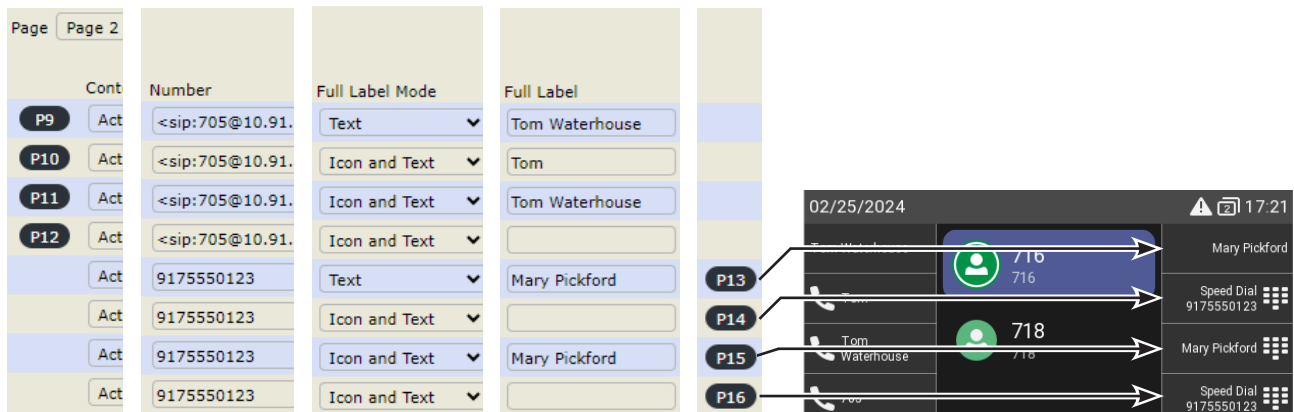 Page Page 2
Cont Number Full Label Mode Full Label
P9 Act <sip:705@10.91. Text Tom Waterhouse
P10 Act <sip:705@10.91. Icon and Text Tom
P11 Act <sip:705@10.91. Icon and Text Tom Waterhouse
P12 Act <sip:705@10.91. Icon and Text
Act 9175550123 Text Mary Pickford P13
Act 9175550123 Icon and Text P14
Act 9175550123 Icon and Text Mary Pickford P15
Act 9175550123 Icon and Text P16
02/25/2024 2 17:21
Tom Waterhouse
Tom
Tom
Waterhouse
705
716
716
718
718
Mary Pickford
Speed Dial
9175550123
Mary Pickford
Speed Dial
9175550123